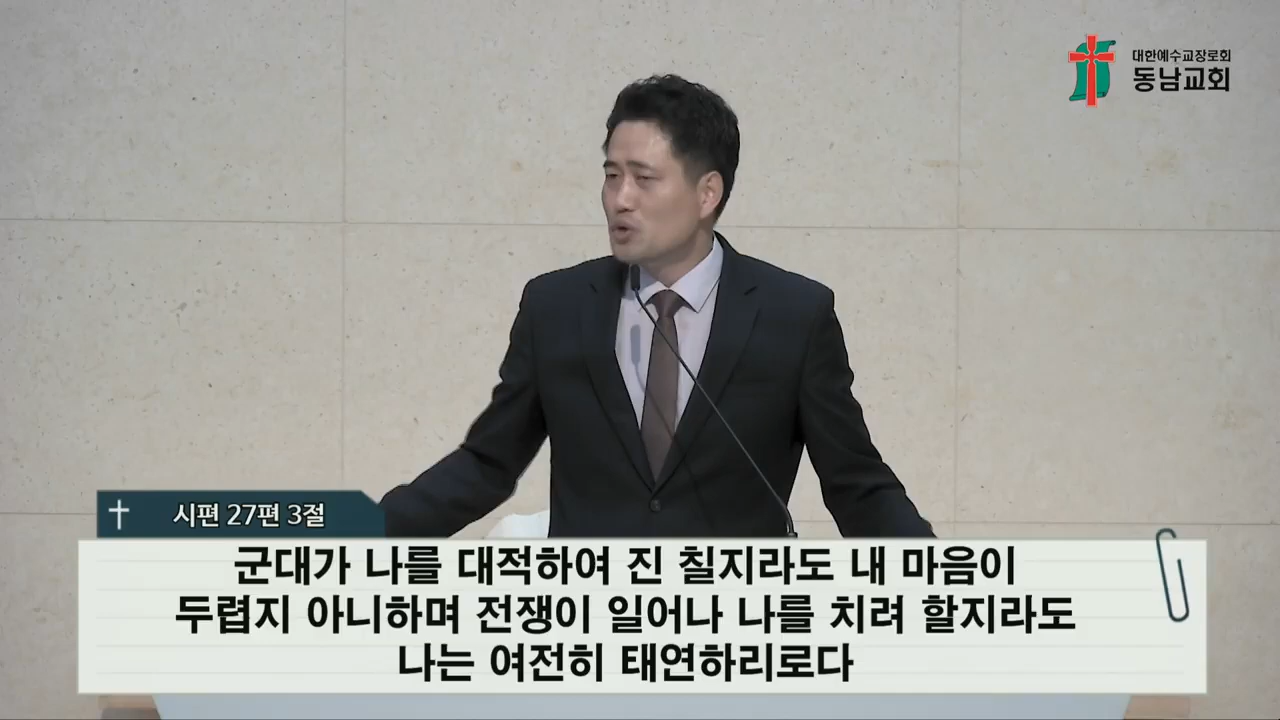 대한예수교장로회
동남교회
시편 27편 3절
군대가 나를 대적하여 진 칠지라도 내 마음이
두렵지 아니하며 전쟁이 일어나 나를 치려 할지라도
나는 여전히 태연하리로다